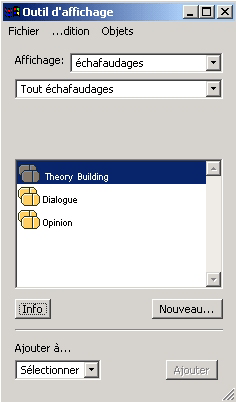 Outil d'affichage
Fichier ...dition Objets
Affichage: échafaudages
Tout échafaudages
Theory Building
Dialogue
Opinion
Info Nouveau...
Ajouter à...
Sélectionner Ajouter